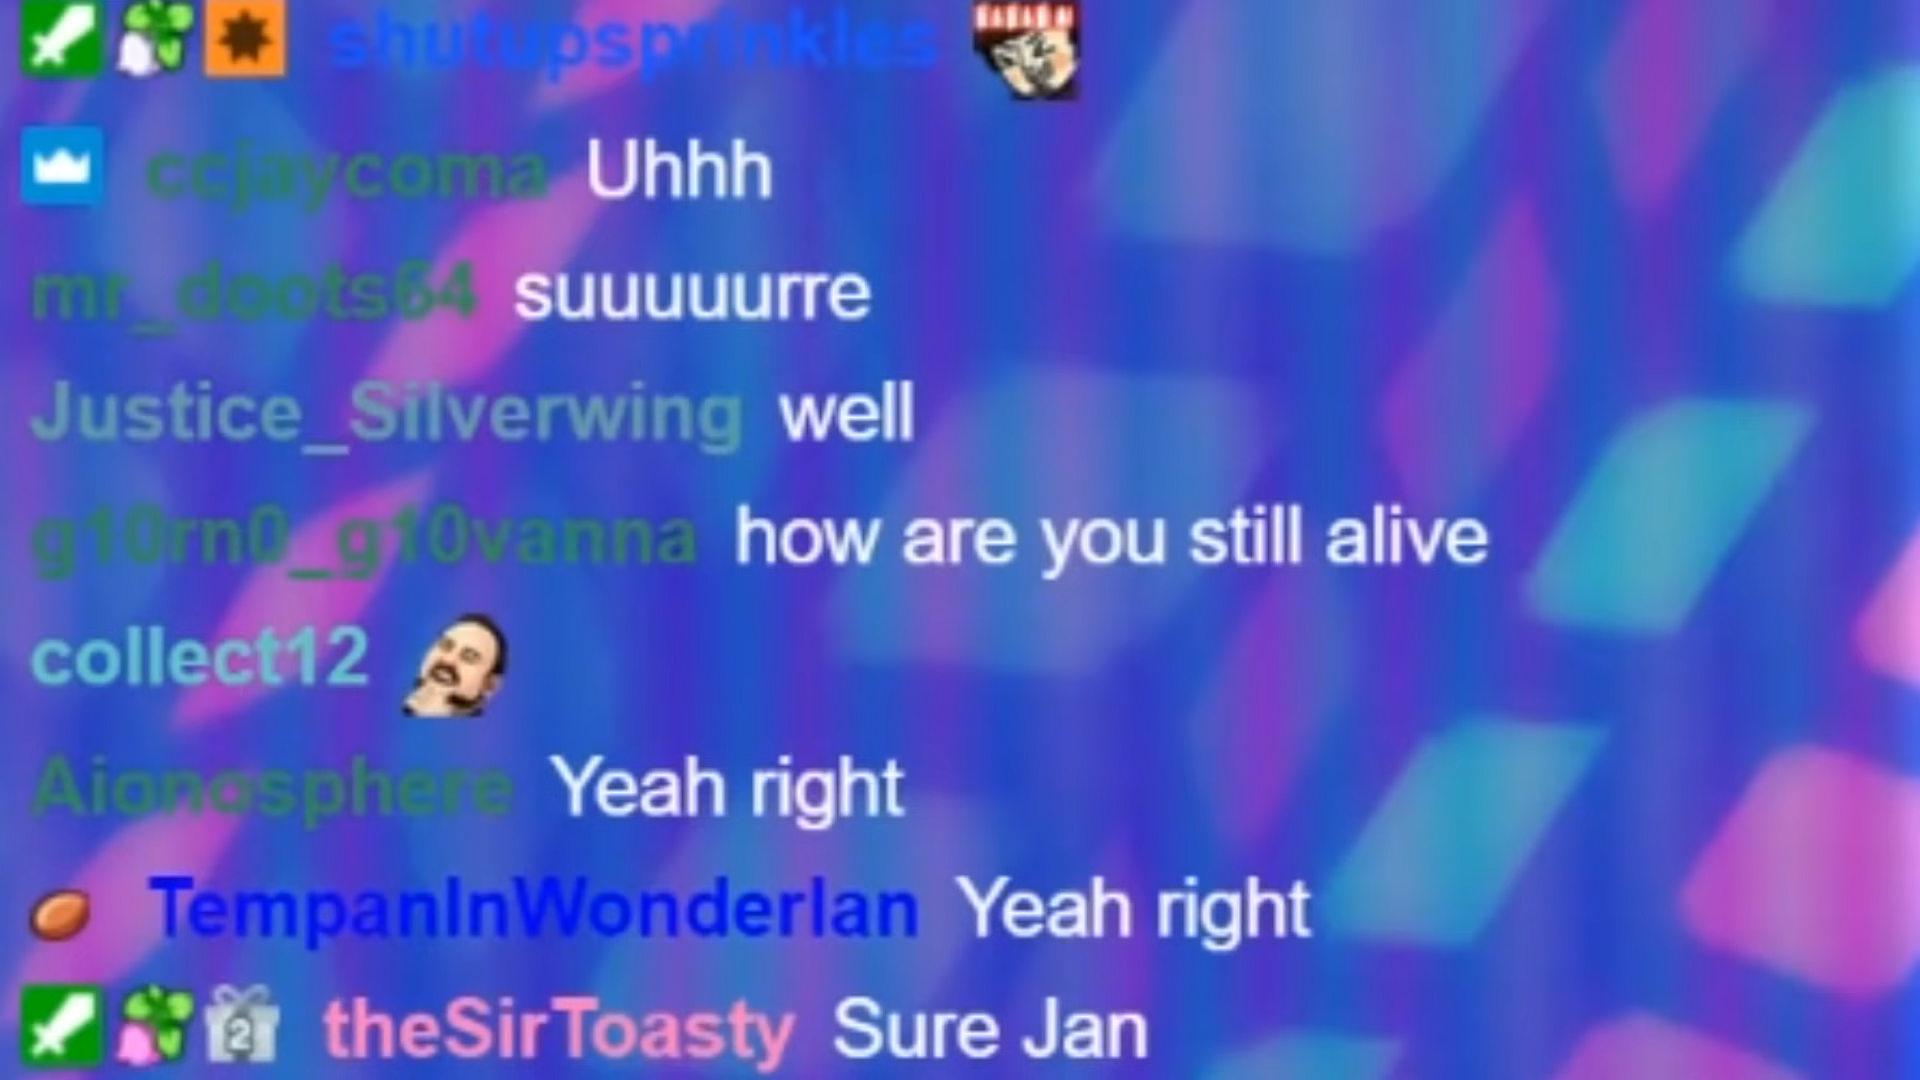 shutupsprinkles
ccjaycoma Uhhh
mr_doots64 suuuuurre
Justice_Silverwing well
g10rn0_g10vanna how are you still alive
collect12
Aionosphere Yeah right
TempanInWonderlan Yeah right
2 theSirToasty Sure Jan